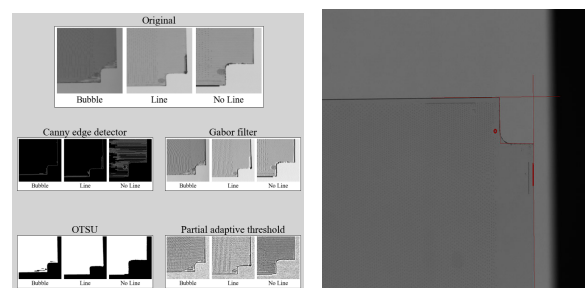 Original
Bubble Line No Line
Canny edge detector Gabor filter
Bubble Line No Line Bubble Line No Line
OTSU Partial adaptive threshold
Bubble Line No Line Bubble Line No Line